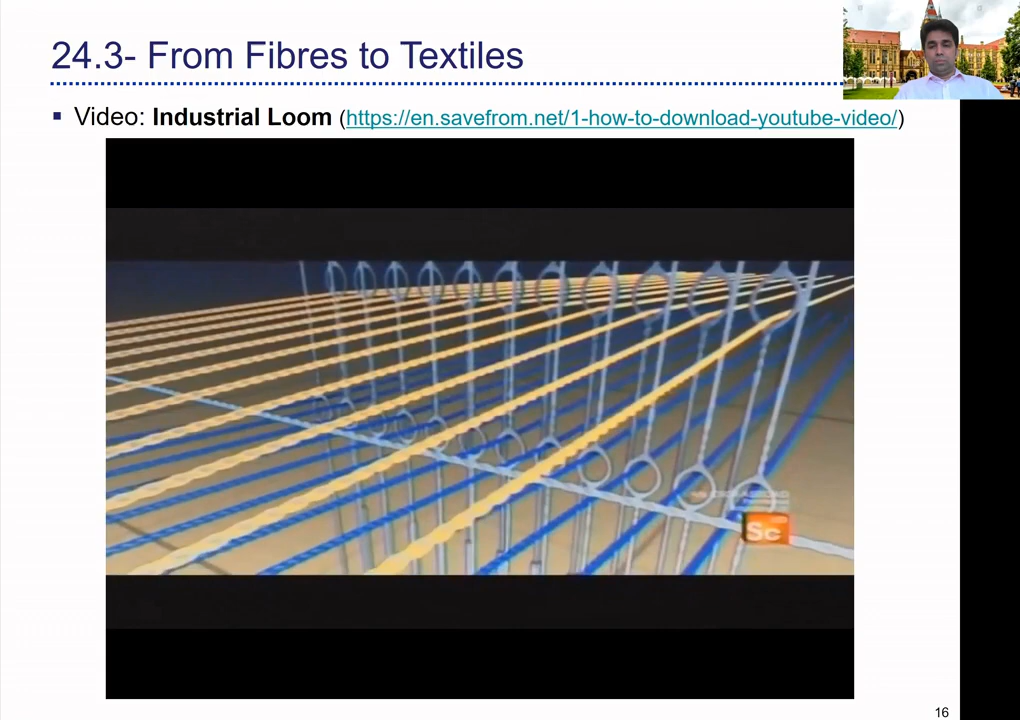 24.3- From Fibres to Textiles
▪ Video: Industrial Loom (https://en.savefrom.net/1-how-to-download-youtube-video/)
Sc
16